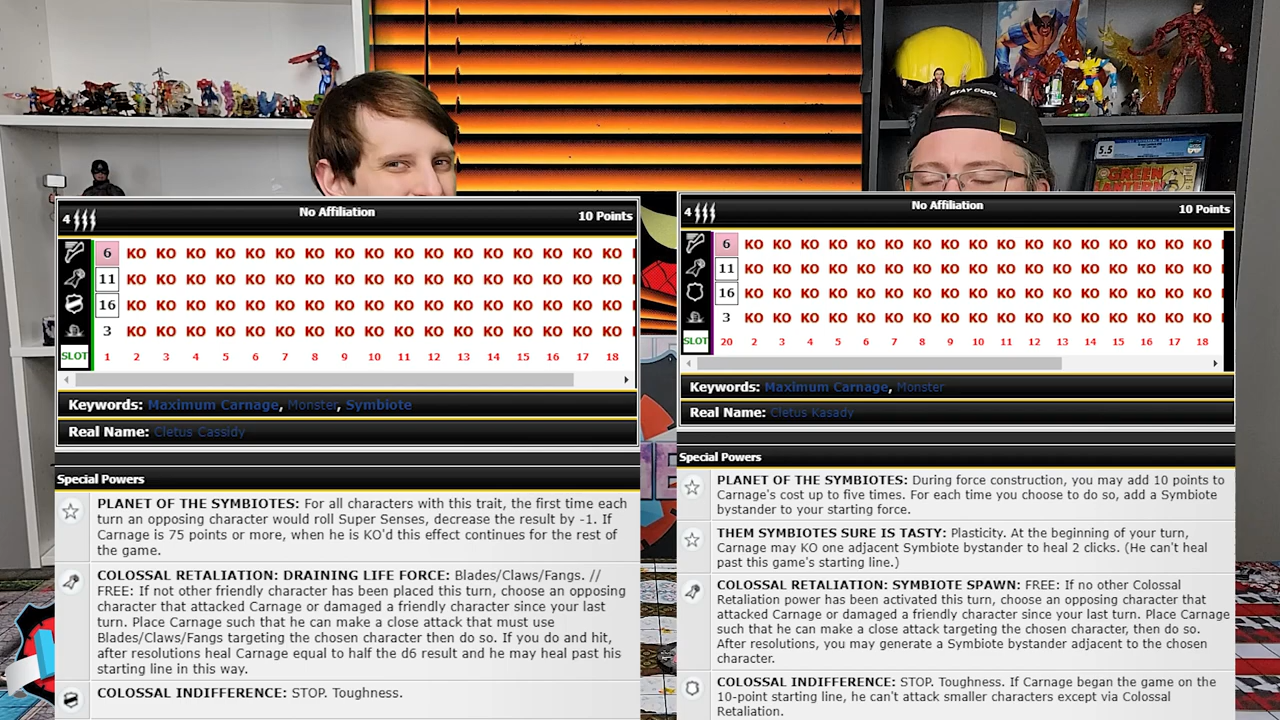 STAY COOL
5.5
GREEN
LANTERN
4
No Affiliation
10 Points
6 KO KO KO KO KO KO KO KO KO KO KO KO KO KO KO KO KO
11 KO KO KO KO KO KO KO KO KO KO KO KO KO KO KO KO KO
16 KO KO KO KO KO KO KO KO KO KO KO KO KO KO KO KO KO
3 KO KO KO KO KO KO KO KO KO KO KO KO KO KO KO KO KO
SLOT 1 2 3 4 5 6 7 8 9 10 11 12 13 14 15 16 17 18
Keywords: Maximum Carnage, Monster, Symbiote
Real Name: Cletus Cassidy
Special Powers
PLANET OF THE SYMBIOTES: For all characters with this trait, the first time each
turn an opposing character would roll Super Senses, decrease the result by -1. If
Carnage is 75 points or more, when he is KO'd this effect continues for the rest of
the game.
COLOSSAL RETALIATION: DRAINING LIFE FORCE: Blades/Claws/Fangs. //
FREE: If not other friendly character has been placed this turn, choose an opposing
character that attacked Carnage or damaged a friendly character since your last
turn. Place Carnage such that he can make a close attack that must use
Blades/Claws/Fangs targeting the chosen character then do so. If you do and hit,
after resolutions heal Carnage equal to half the d6 result and he may heal past his
starting line in this way.
COLOSSAL INDIFFERENCE: STOP. Toughness.
4
No Affiliation
10 Points
6 KO KO KO KO KO KO KO KO KO KO KO KO KO KO KO KO KO
11 KO KO KO KO KO KO KO KO KO KO KO KO KO KO KO KO KO
16 KO KO KO KO KO KO KO KO KO KO KO KO KO KO KO KO KO
3 KO KO KO KO KO KO KO KO KO KO KO KO KO KO KO KO KO
SLOT 20 2 3 4 5 6 7 8 9 10 11 12 13 14 15 16 17 18
Keywords: Maximum Carnage, Monster
Real Name: Cletus Kasady
Special Powers
PLANET OF THE SYMBIOTES: During force construction, you may add 10 points to
Carnage's cost up to five times. For each time you choose to do so, add a Symbiote
bystander to your starting force.
THEM SYMBIOTES SURE IS TASTY: Plasticity. At the beginning of your turn,
Carnage may KO one adjacent Symbiote bystander to heal 2 clicks. (He can't heal
past this game's starting line.)
COLOSSAL RETALIATION: SYMBIOTE SPAWN: FREE: If no other Colossal
Retaliation power has been activated this turn, choose an opposing character that
attacked Carnage or damaged a friendly character since your last turn. Place Carnage
such that he can make a close attack targeting the chosen character, then do so.
After resolutions, you may generate a Symbiote bystander adjacent to the chosen
character.
COLOSSAL INDIFFERENCE: STOP. Toughness. If Carnage began the game on the
10-point starting line, he can't attack smaller characters except via Colossal
Retaliation.